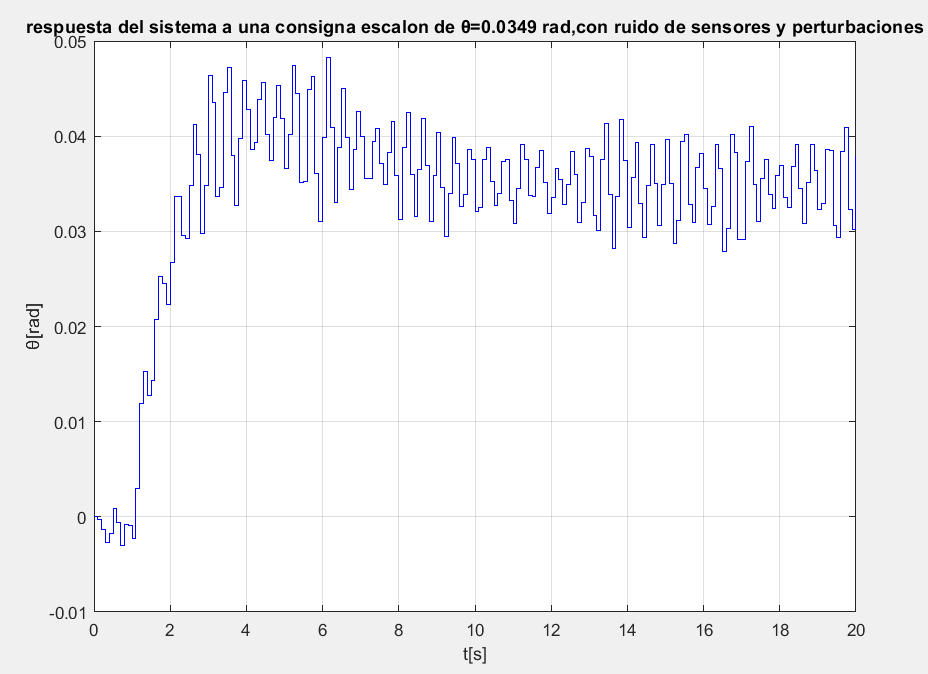 respuesta del sistema a una consigna escalon de θ=0.0349 rad,con ruido de sensores y perturbaciones
0.05
0.04
0.03
0.02
0.01
0
-0.01
θ[rad]
0 2 4 6 8 10 12 14 16 18 20
t[s]